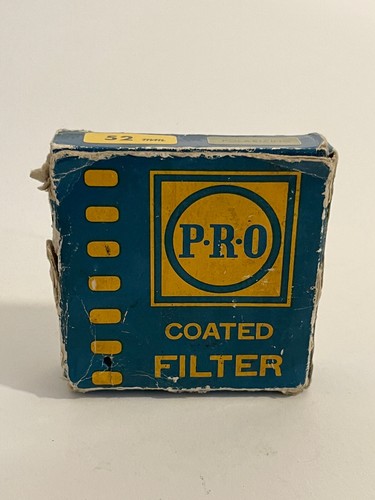 52 mm
P·R·O
COATED
FILTER